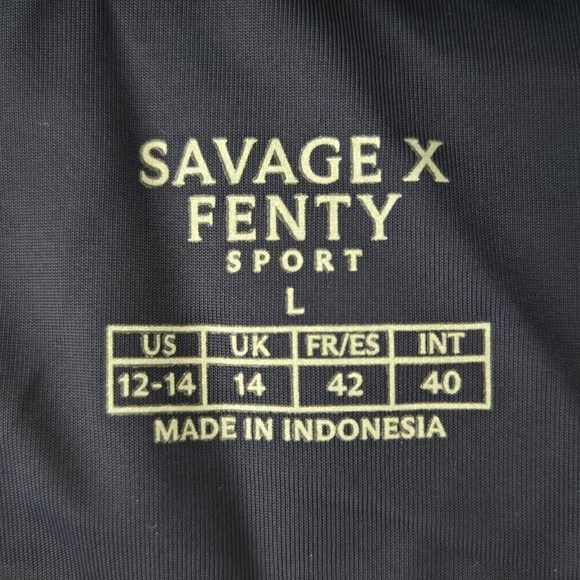 SAVAGE X
FENTY
SPORT
L
US UK FR/ES INT
12-14 14 42 40
MADE IN INDONESIA